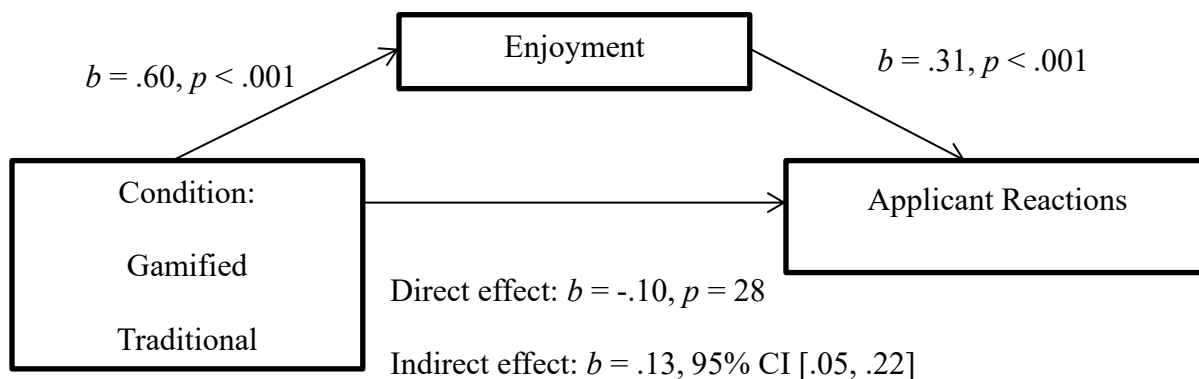 Enjoyment
b = .60, p < .001
b = .31, p < .001
Condition:
Gamified
Traditional
Applicant Reactions
Direct effect: b = -.10, p = 28
Indirect effect: b = .13, 95% CI [.05, .22]